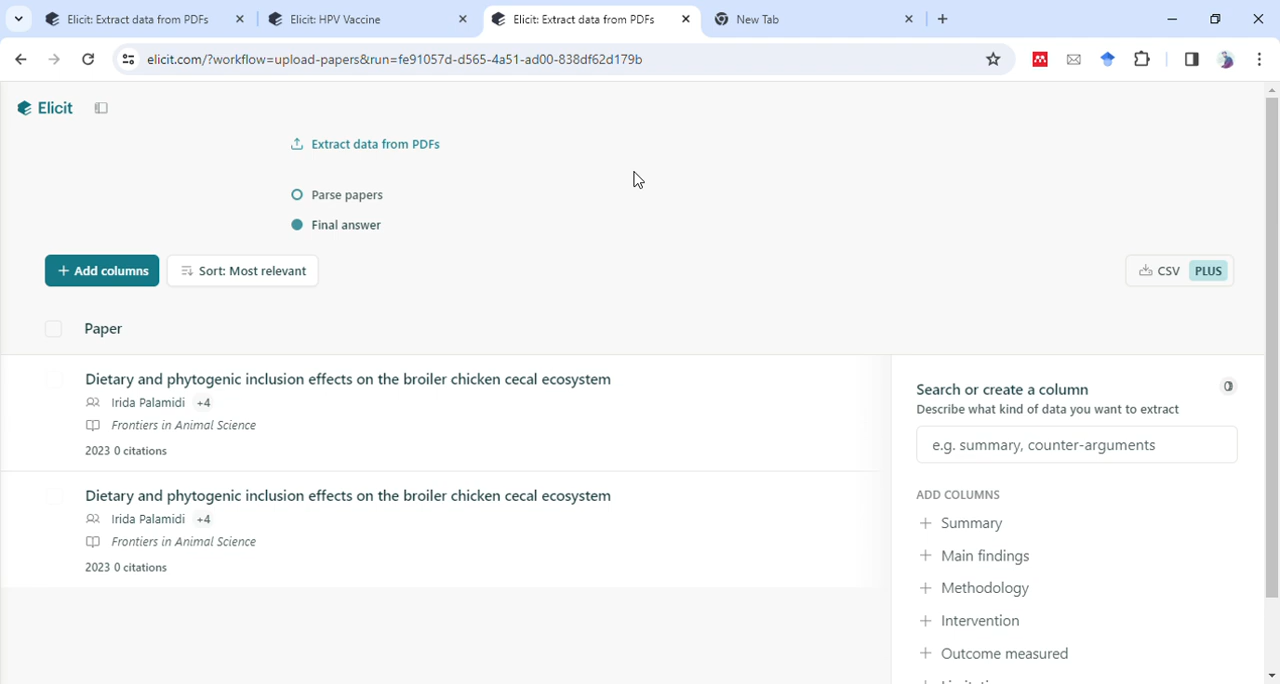 Elicit: Extract data from PDFs
Elicit: HPV Vaccine
Elicit: Extract data from PDFs
New Tab
elicit.com/?workflow=upload-papers&run=fe91057d-d565-4a51-ad00-838df62d179b
Elicit
Extract data from PDFs
Parse papers
Final answer
+ Add columns
Sort: Most relevant
CSV PLUS
Paper
Dietary and phytogenic inclusion effects on the broiler chicken cecal ecosystem
Irida Palamidi +4
Frontiers in Animal Science
2023 0 citations
Dietary and phytogenic inclusion effects on the broiler chicken cecal ecosystem
Irida Palamidi +4
Frontiers in Animal Science
2023 0 citations
Search or create a column
Describe what kind of data you want to extract
e.g. summary, counter-arguments
ADD COLUMNS
+ Summary
+ Main findings
+ Methodology
+ Intervention
+ Outcome measured